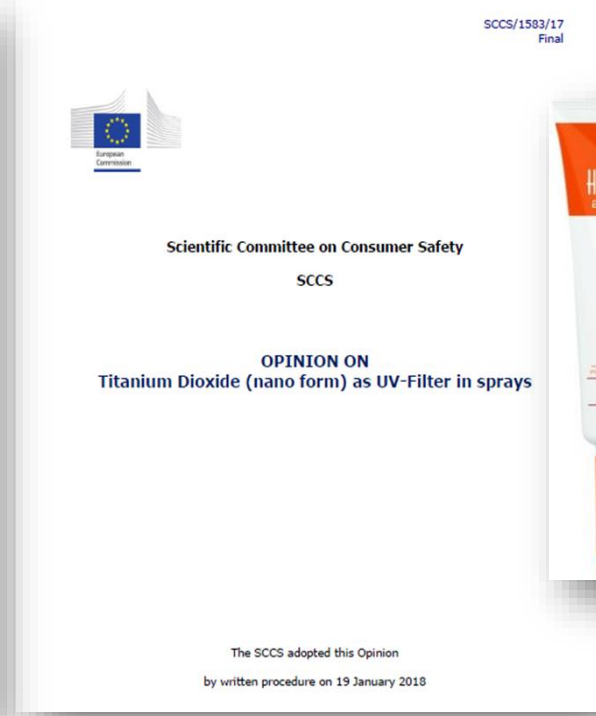 SCCS/1583/17
Final
European
Commission
Scientific Committee on Consumer Safety
SCCS
OPINION ON
Titanium Dioxide (nano form) as UV-Filter in sprays
The SCCS adopted this Opinion
by written procedure on 19 January 2018